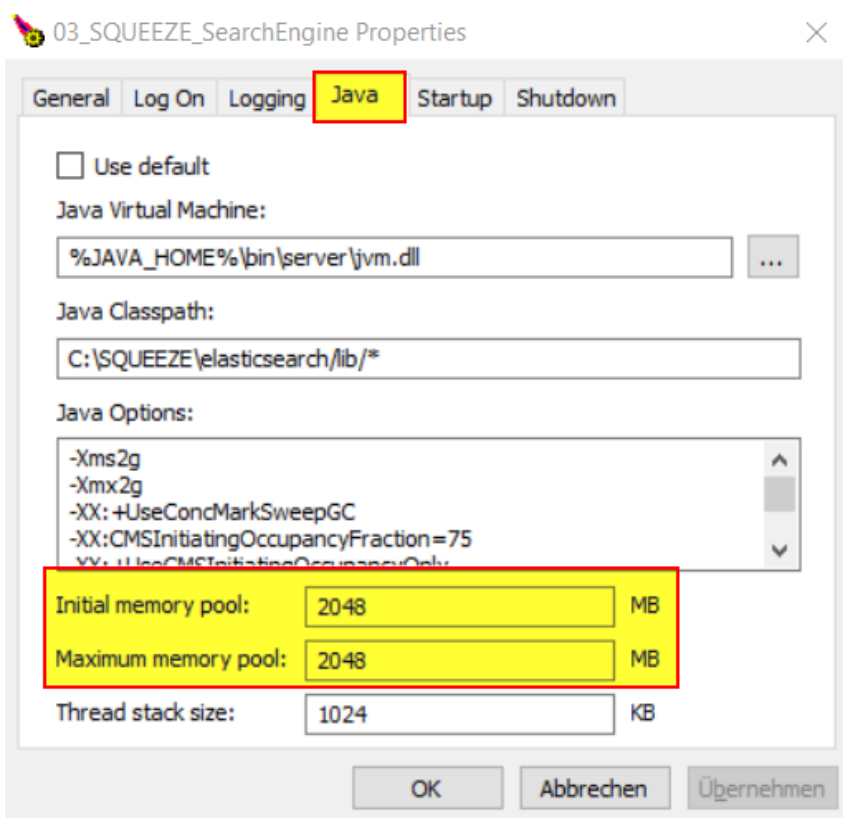 03_SQUEEZE_SearchEngine Properties
General Log On Logging Java Startup Shutdown
Use default
Java Virtual Machine:
%JAVA_HOME%\bin\server\jvm.dll ...
Java Classpath:
C:\SQUEEZE\elasticsearch/lib/*
Java Options:
-Xms2g
-Xmx2g
-XX:+UseConcMarkSweepGC
-XX:CMSInitiatingOccupancyFraction=75
-XX:+UseCMSInitiatingOccupancyOnly
Initial memory pool: 2048 MB
Maximum memory pool: 2048 MB
Thread stack size: 1024 KB
OK Abbrechen Übernehmen